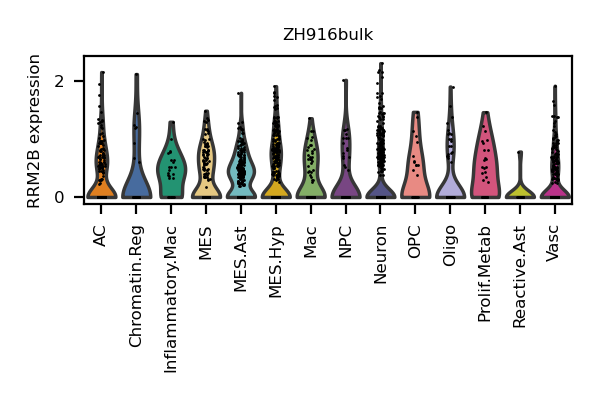 ZH916bulk
RRM2B expression
2
0
AC
Chromatin.Reg
Inflammatory.Mac
MES
MES.Ast
MES.Hyp
Mac
NPC
Neuron
OPC
Oligo
Prolif.Metab
Reactive.Ast
Vasc